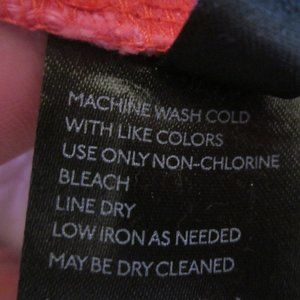 MACHINE WASH COLD
WITH LIKE COLORS
USE ONLY NON-CHLORINE
BLEACH
LINE DRY
LOW IRON AS NEEDED
MAY BE DRY CLEANED